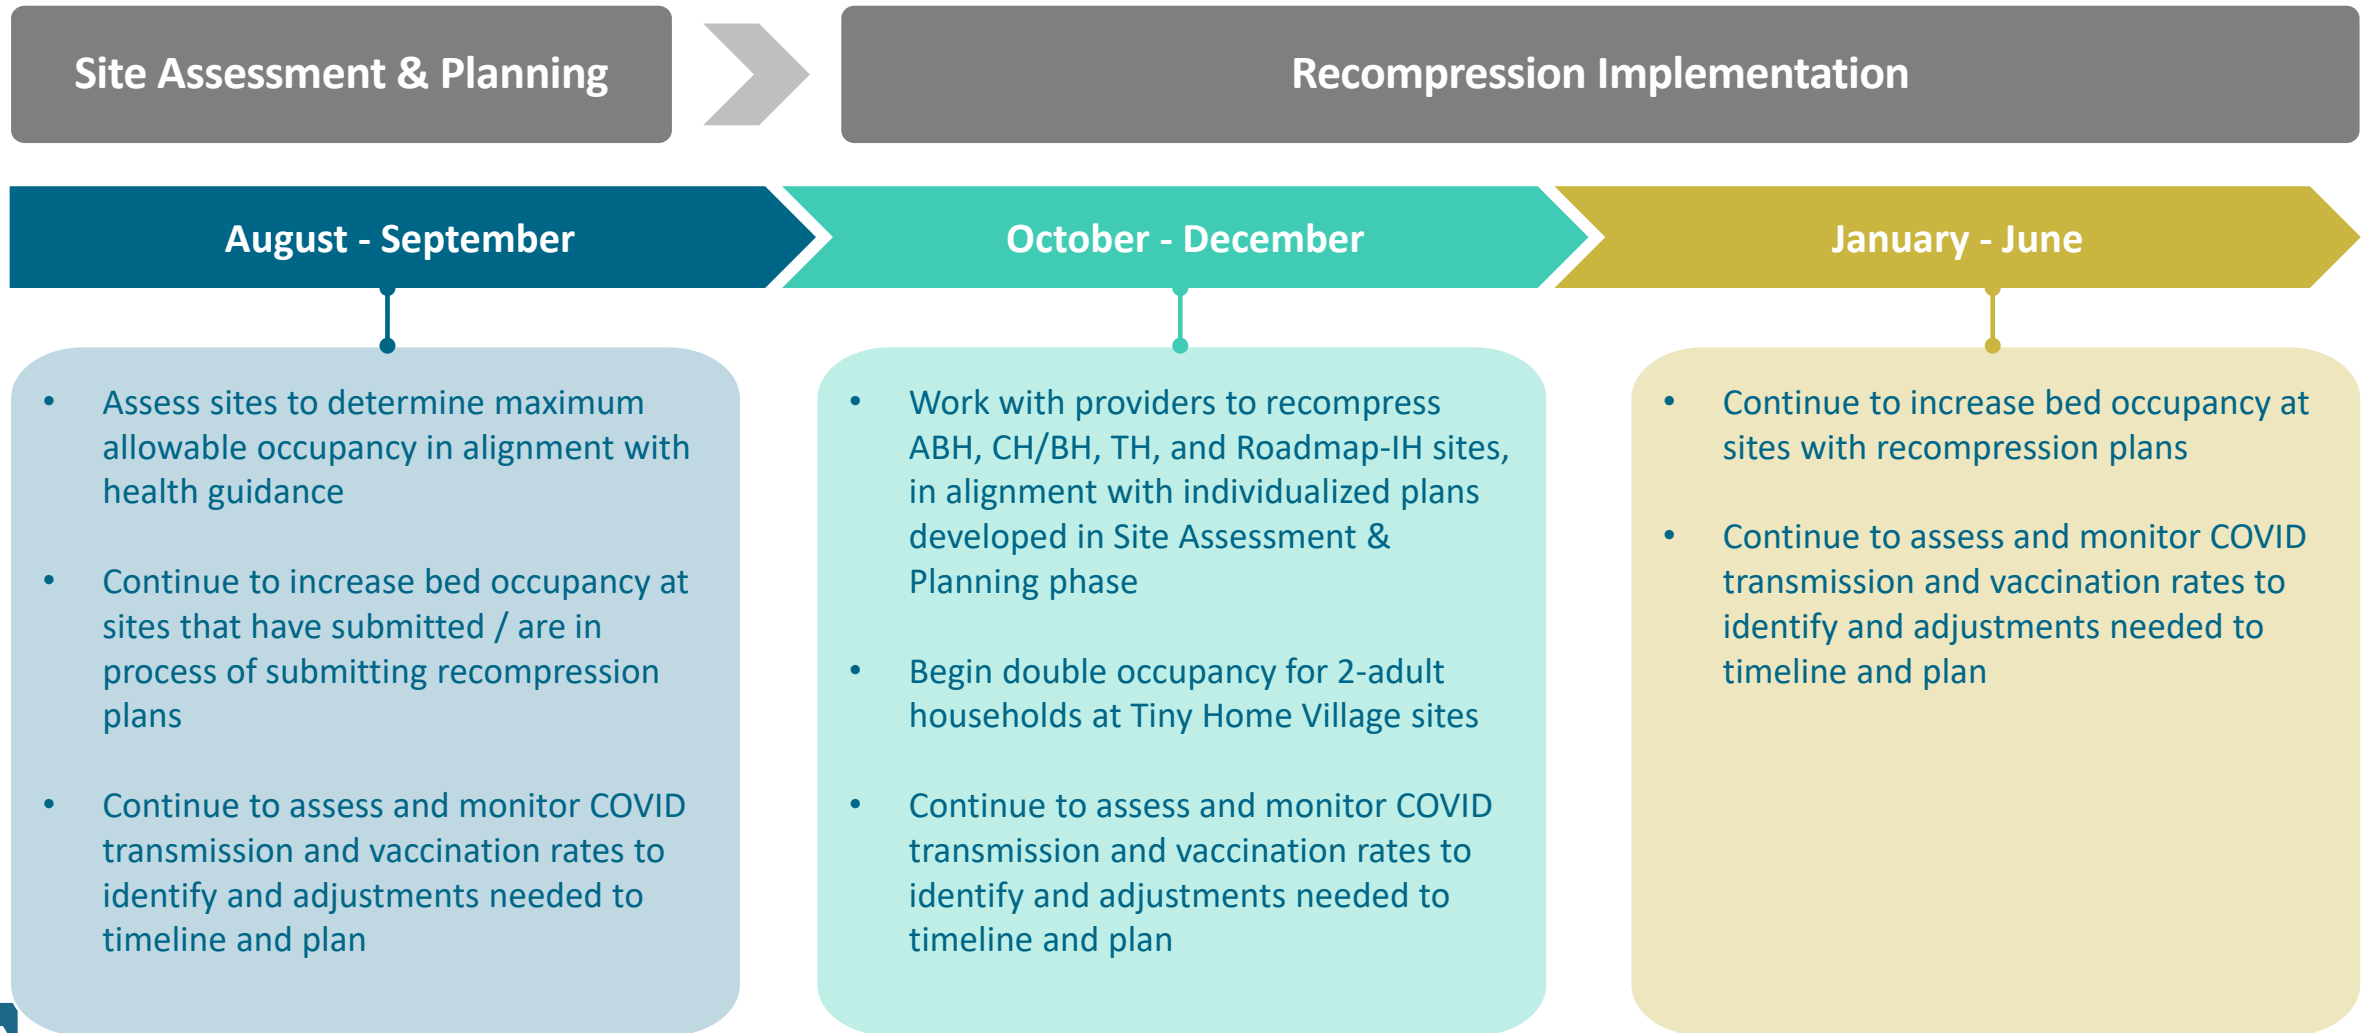 Site Assessment & Planning
Recompression Implementation
August - September
October - December
January - June
• Assess sites to determine maximum
allowable occupancy in alignment with
health guidance
• Continue to increase bed occupancy at
sites that have submitted / are in
process of submitting recompression
plans
• Continue to assess and monitor COVID
transmission and vaccination rates to
identify and adjustments needed to
timeline and plan
• Work with providers to recompress
ABH, CH/BH, TH, and Roadmap-IH sites,
in alignment with individualized plans
developed in Site Assessment &
Planning phase
• Begin double occupancy for 2-adult
households at Tiny Home Village sites
• Continue to assess and monitor COVID
transmission and vaccination rates to
identify and adjustments needed to
timeline and plan
• Continue to increase bed occupancy at
sites with recompression plans
• Continue to assess and monitor COVID
transmission and vaccination rates to
identify and adjustments needed to
timeline and plan